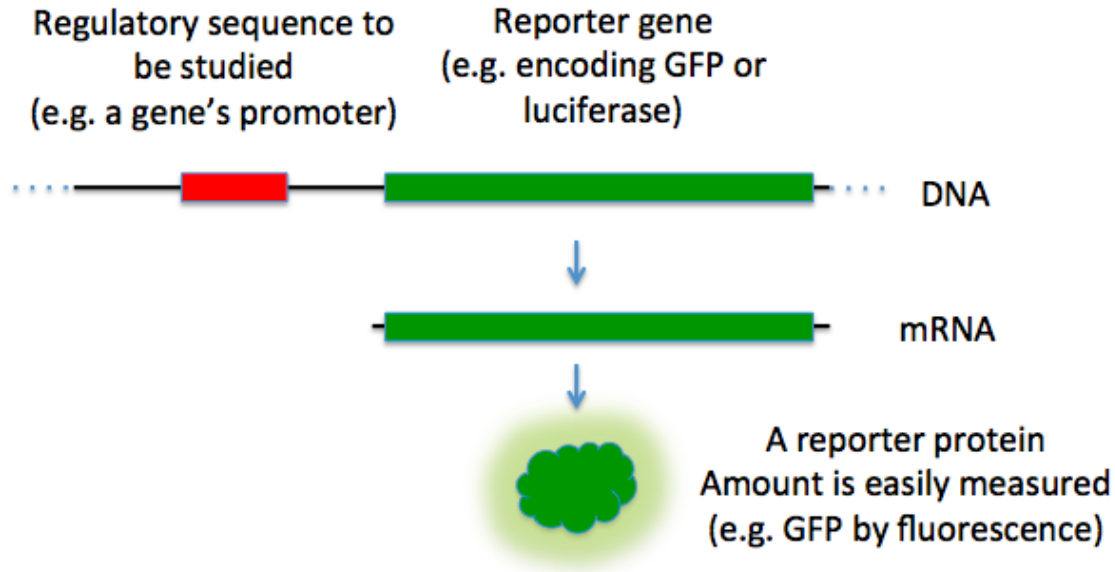 Regulatory sequence to
be studied
(e.g. a gene's promoter)
Reporter gene
(e.g. encoding GFP or
luciferase)
DNA
mRNA
A reporter protein
Amount is easily measured
(e.g. GFP by fluorescence)